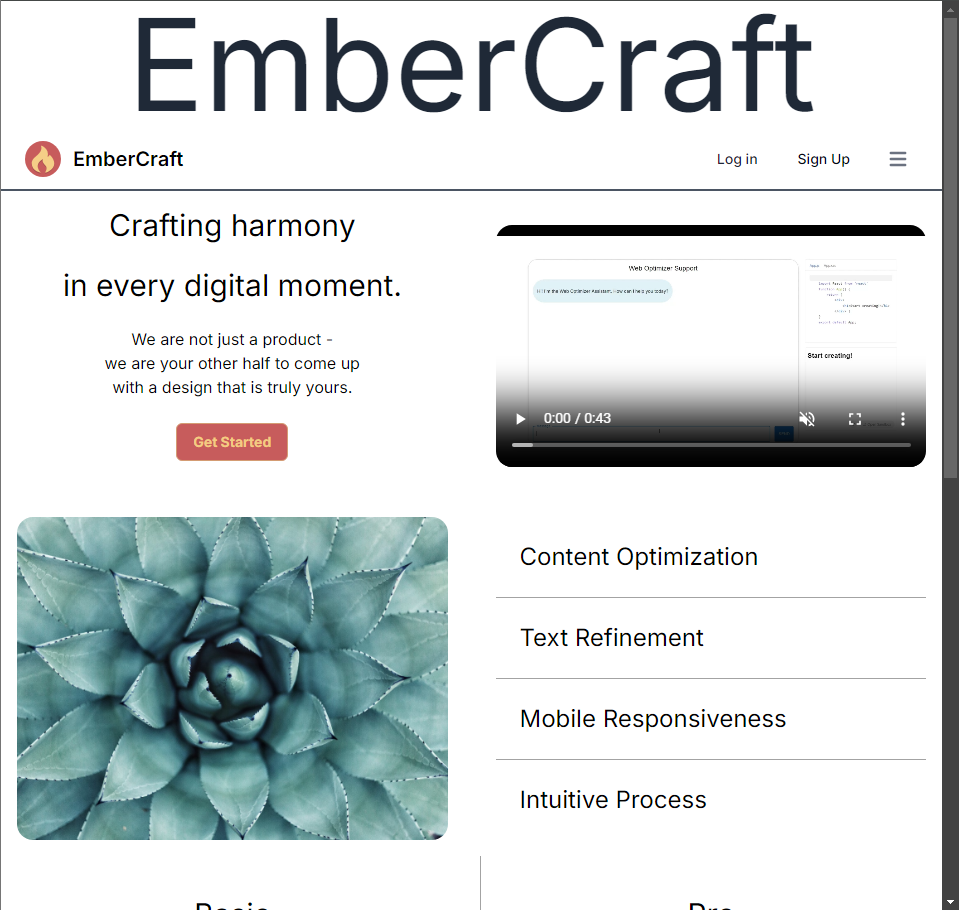 EmberCraft
EmberCraft
Log in
Sign Up
Crafting harmony
in every digital moment.
We are not just a product -
we are your other half to come up
with a design that is truly yours.
Get Started
Web Optimizer Support
Hi! I'm the Web Optimizer Assistant. How can I help you today?
Start creating!
0:00 / 0:43
Content Optimization
Text Refinement
Mobile Responsiveness
Intuitive Process
Basic
Pro